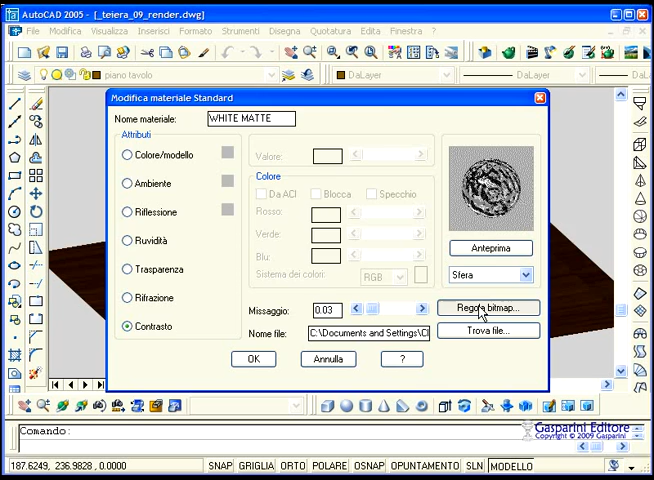 AutoCAD 2005 - [_teiera_09_render.dwg]
File Modifica Visualizza Inserisci Formato Strumenti Disegna Quotatura Edita Finestra ?
piano tavolo DaLayer DaLayer DaLa
Modifica materiale Standard
Nome materiale: WHITE MATTE
Attributi
Colore/modello
Ambiente
Riflessione
Ruvidità
Trasparenza
Rifrazione
Contrasto
Valore:
Colore
Da ACI Blocca Specchio
Rosso:
Verde:
Blu:
Sistema dei colori: RGB
Missaggio: 0.03
Nome file: C:\Documents and Settings\Cl
Anteprima
Sfera
Regola bitmap...
Trova file...
OK Annulla ?
Comando:
Gasparini Editore
Copyright © 2009 Gasparini
187.6249, 236.9828, 0.0000 SNAP GRIGLIA ORTO POLARE OSNAP OPUNTAMENTO SLN MODELLO